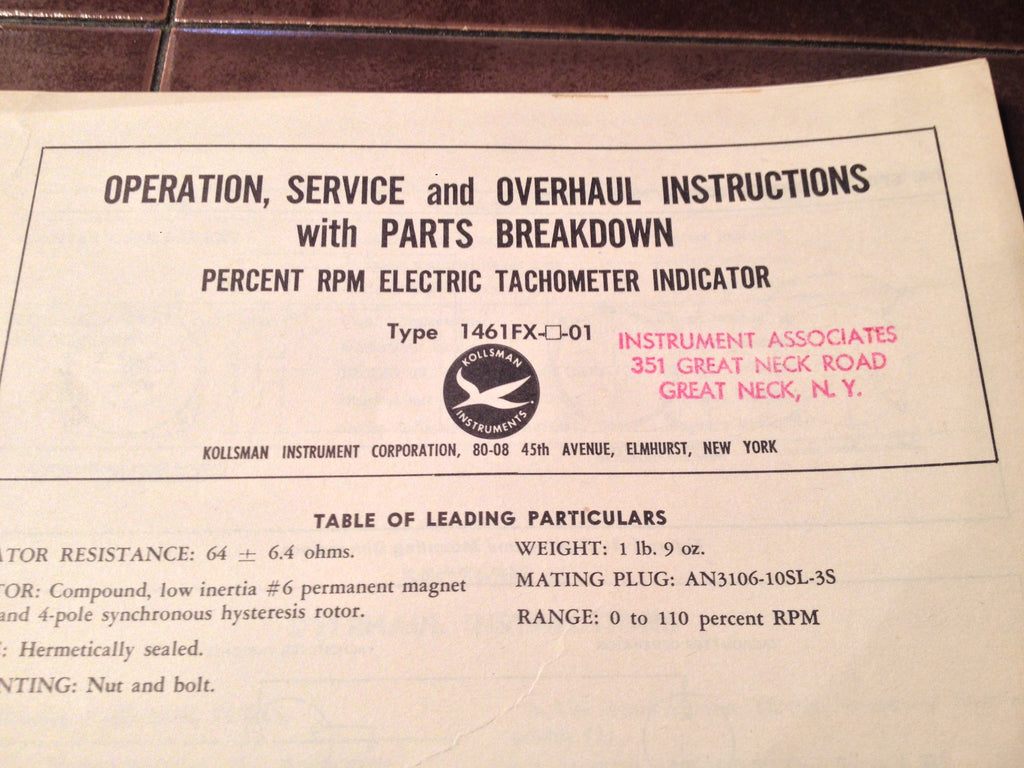 OPERATION, SERVICE and OVERHAUL INSTRUCTIONS
with PARTS BREAKDOWN
PERCENT RPM ELECTRIC TACHOMETER INDICATOR
Type 1461FX-□-01
INSTRUMENT ASSOCIATES
351 GREAT NECK ROAD
GREAT NECK, N.Y.
KOLLSMAN
INSTRUMENTS
KOLLSMAN INSTRUMENT CORPORATION, 80-08 45th AVENUE, ELMHURST, NEW YORK
TABLE OF LEADING PARTICULARS
ATOR RESISTANCE: 64 ± 6.4 ohms.
TOR: Compound, low inertia #6 permanent magnet
and 4-pole synchronous hysteresis rotor.
: Hermetically sealed.
NTING: Nut and bolt.
WEIGHT: 1 lb. 9 oz.
MATING PLUG: AN3106-10SL-3S
RANGE: 0 to 110 percent RPM